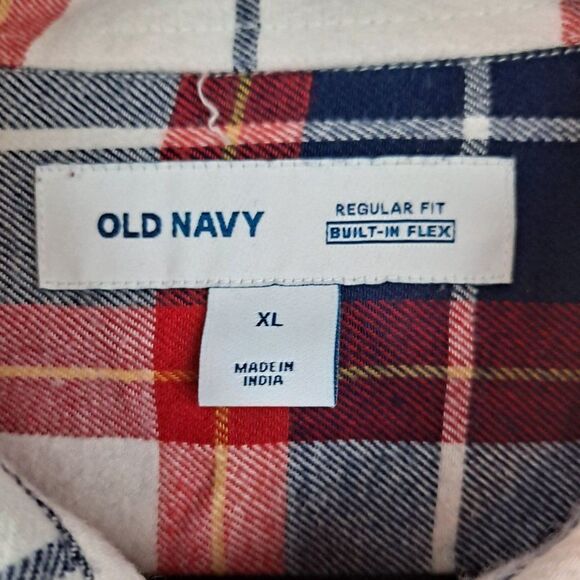 OLD NAVY
REGULAR FIT
BUILT-IN FLEX
XL
MADE IN
INDIA